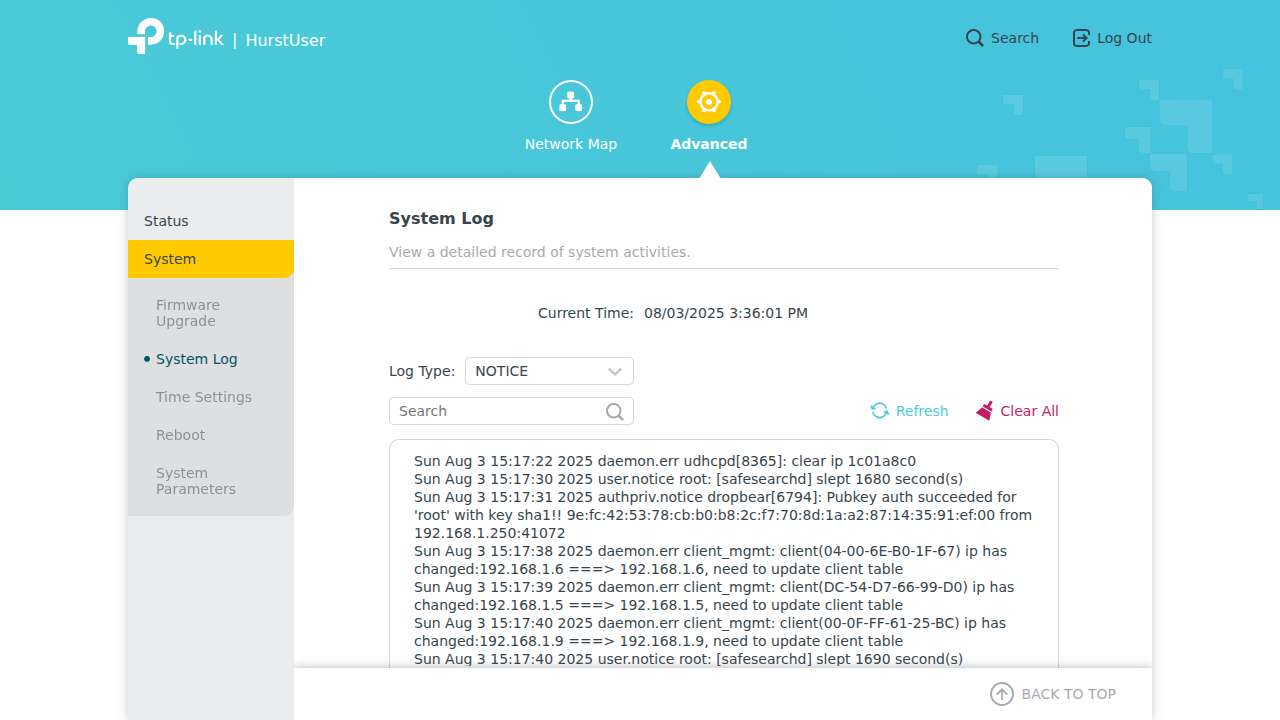 tp-link | HurstUser
Search
Log Out
Network Map
Advanced
Status
System
Firmware
Upgrade
System Log
Time Settings
Reboot
System
Parameters
System Log
View a detailed record of system activities.
Current Time: 08/03/2025 3:36:01 PM
Log Type: NOTICE
Search
Refresh
Clear All
Sun Aug 3 15:17:22 2025 daemon.err udhcpd[8365]: clear ip 1c01a8c0
Sun Aug 3 15:17:30 2025 user.notice root: [safesearchd] slept 1680 second(s)
Sun Aug 3 15:17:31 2025 authpriv.notice dropbear[6794]: Pubkey auth succeeded for
'root' with key sha1!! 9e:fc:42:53:78:cb:b0:b8:2c:f7:70:8d:1a:a2:87:14:35:91:ef:00 from
192.168.1.250:41072
Sun Aug 3 15:17:38 2025 daemon.err client_mgmt: client(04-00-6E-B0-1F-67) ip has
changed:192.168.1.6 ===> 192.168.1.6, need to update client table
Sun Aug 3 15:17:39 2025 daemon.err client_mgmt: client(DC-54-D7-66-99-D0) ip has
changed:192.168.1.5 ===> 192.168.1.5, need to update client table
Sun Aug 3 15:17:40 2025 daemon.err client_mgmt: client(00-0F-FF-61-25-BC) ip has
changed:192.168.1.9 ===> 192.168.1.9, need to update client table
Sun Aug 3 15:17:40 2025 user.notice root: [safesearchd] slept 1690 second(s)
BACK TO TOP